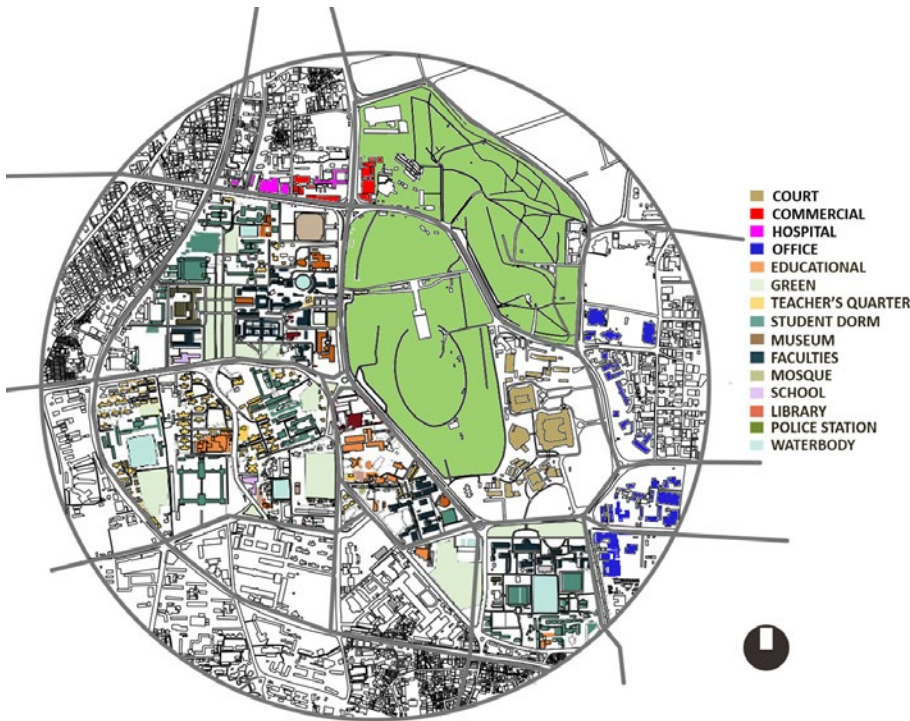 COURT
COMMERCIAL
HOSPITAL
OFFICE
EDUCATIONAL
GREEN
TEACHER'S QUARTER
STUDENT DORM
MUSEUM
FACULTIES
MOSQUE
SCHOOL
LIBRARY
POLICE STATION
WATERBODY